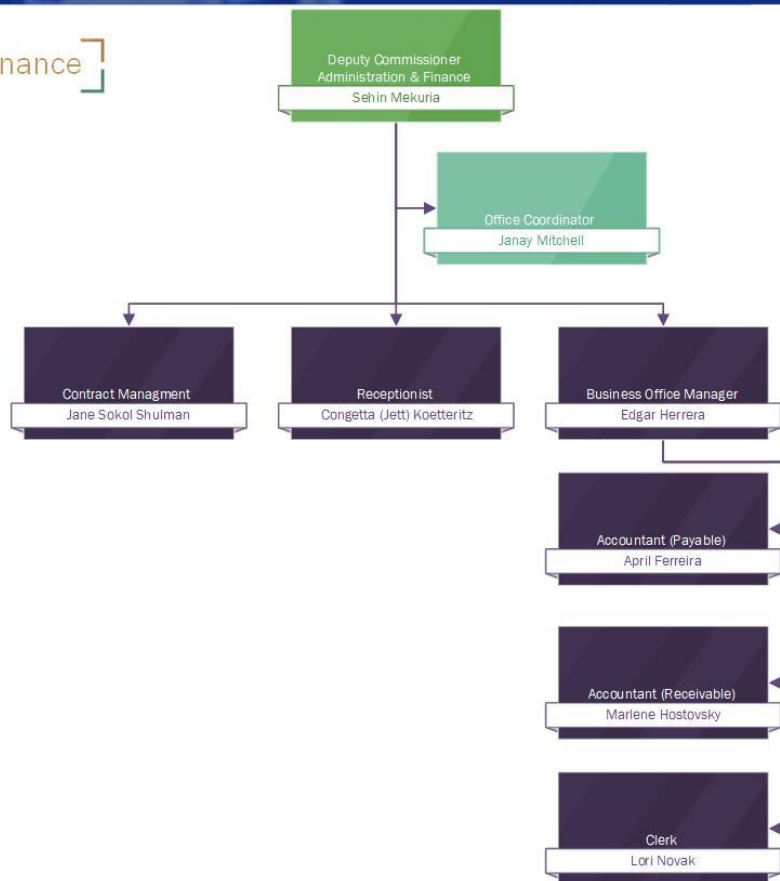 nance
Deputy Commissioner
Administration & Finance
Sehin Mekuria
Office Coordinator
Janay Mitchell
Contract Managment
Jane Sokol Shulman
Receptionist
Congetta (Jett) Koetteritz
Business Office Manager
Edgar Herrera
Accountant (Payable)
April Ferreira
Accountant (Receivable)
Marlene Hostovsky
Clerk
Lori Novak